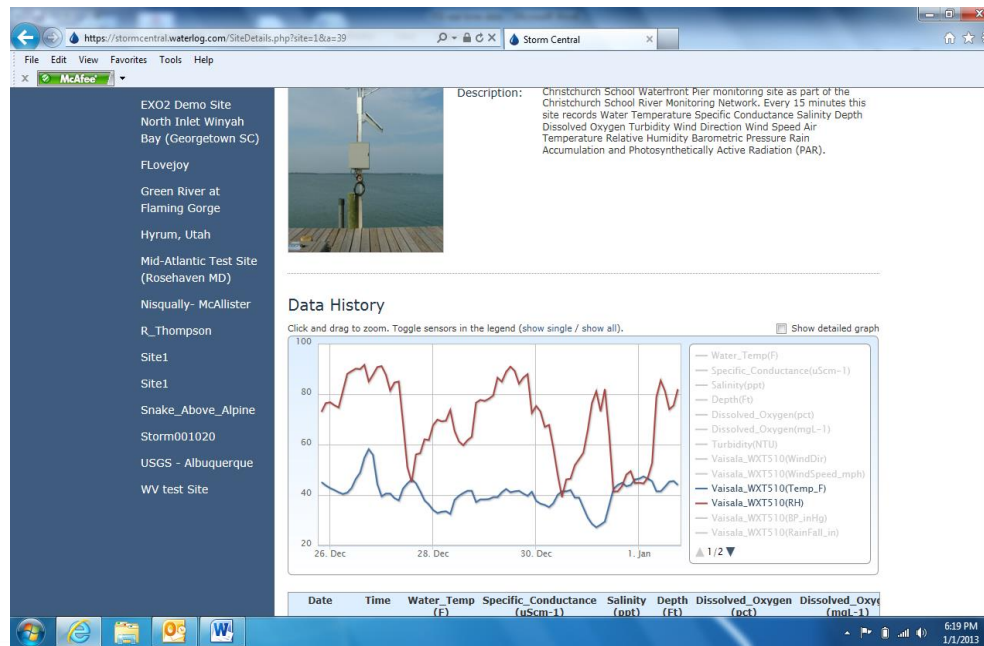 https://stormcentral.waterlog.com/SiteDetails.php?site=1&a=39
Storm Central
File Edit View Favorites Tools Help
McAfee
EXO2 Demo Site
North Inlet Winyah
Bay (Georgetown SC)
FLovejoy
Green River at
Flaming Gorge
Hyrum, Utah
Mid-Atlantic Test Site
(Rosehaven MD)
Nisqually- McAllister
R_Thompson
Site1
Site1
Snake_Above_Alpine
Storm001020
USGS - Albuquerque
WV test Site
Description:
Christchurch School Waterfront Pier monitoring site as part of the
Christchurch School River Monitoring Network. Every 15 minutes this
site records Water Temperature Specific Conductance Salinity Depth
Dissolved Oxygen Turbidity Wind Direction Wind Speed Air
Temperature Relative Humidity Barometric Pressure Rain
Accumulation and Photosynthetically Active Radiation (PAR).
Data History
Click and drag to zoom. Toggle sensors in the legend (show single / show all).
Show detailed graph
100
80
60
40
20
26. Dec 28. Dec 30. Dec 1. Jan
Water_Temp(F)
Specific_Conductance(uScm-1)
Salinity(ppt)
Depth(Ft)
Dissolved_Oxygen(pct)
Dissolved_Oxygen(mgL-1)
Turbidity(NTU)
Vaisala_WXT510(WindDir)
Vaisala_WXT510(WindSpeed_mph)
Vaisala_WXT510(Temp_F)
Vaisala_WXT510(RH)
Vaisala_WXT510(BP_inHg)
Vaisala_WXT510(RainFall_in)
1/2
Date Time Water_Temp Specific_Conductance Salinity Depth Dissolved_Oxygen Dissolved_Oxyg
(F) (uScm-1) (ppt) (Ft) (pct) (mgL-1)
6:19 PM
1/1/2013